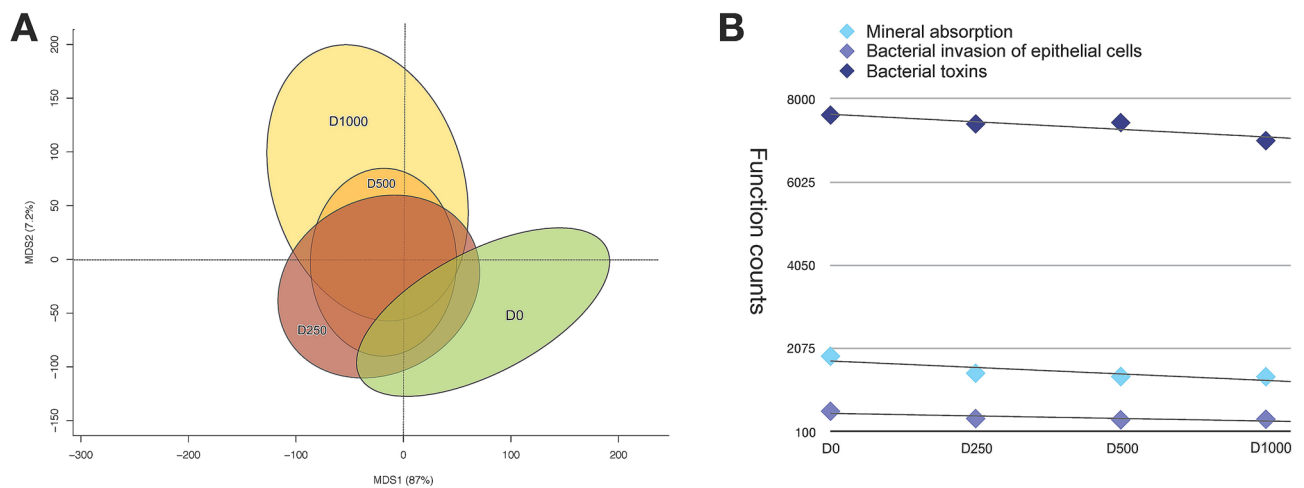 A
200
150
100
50
0
−50
−100
−150
MDS2 (7.2%)
D1000
D500
D250
D0
−300
−200
−100
0
100
200
MDS1 (87%)
B
Mineral absorption
Bacterial invasion of epithelial cells
Bacterial toxins
Function counts
8000
6025
4050
2075
100
D0
D250
D500
D1000